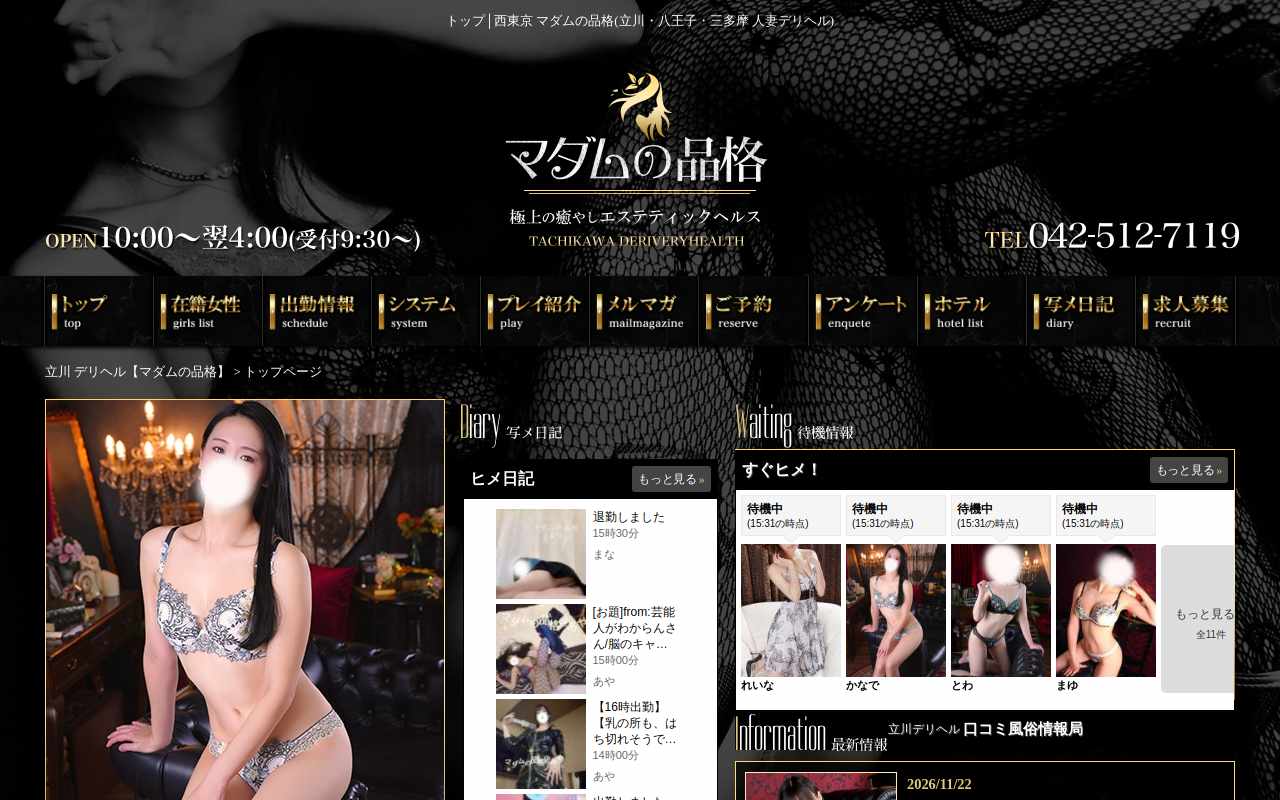 トップ│西東京 マダムの品格(立川・八王子・三多摩 人妻デリヘル)
マダムの品格
極上の癒やしエステティックヘルス
TACHIKAWA DERIVERYHEALTH
OPEN10:00～翌4:00(受付9:30～)
TEL042-512-7119
トップ
top
在籍女性
girls list
出勤情報
schedule
システム
system
プレイ紹介
play
メルマガ
mailmagazine
ご予約
reserve
アンケート
enquete
ホテル
hotel list
写メ日記
diary
求人募集
recruit
立川 デリヘル【マダムの品格】 > トップページ
Diary 写メ日記
ヒメ日記
もっと見る »
退勤しました
15時30分
まな
[お題]from:芸能
人がわからんさ
ん/脳のキャ…
15時00分
あや
【16時出勤】
【乳の所も、は
ち切れそうで…
14時00分
あや
Waiting 待機情報
すぐヒメ！
もっと見る »
待機中
(15:31の時点)
れいな
待機中
(15:31の時点)
かなで
待機中
(15:31の時点)
とわ
待機中
(15:31の時点)
まゆ
もっと見る
全11件
Information 最新情報
立川デリヘル 口コミ風俗情報局
2026/11/22